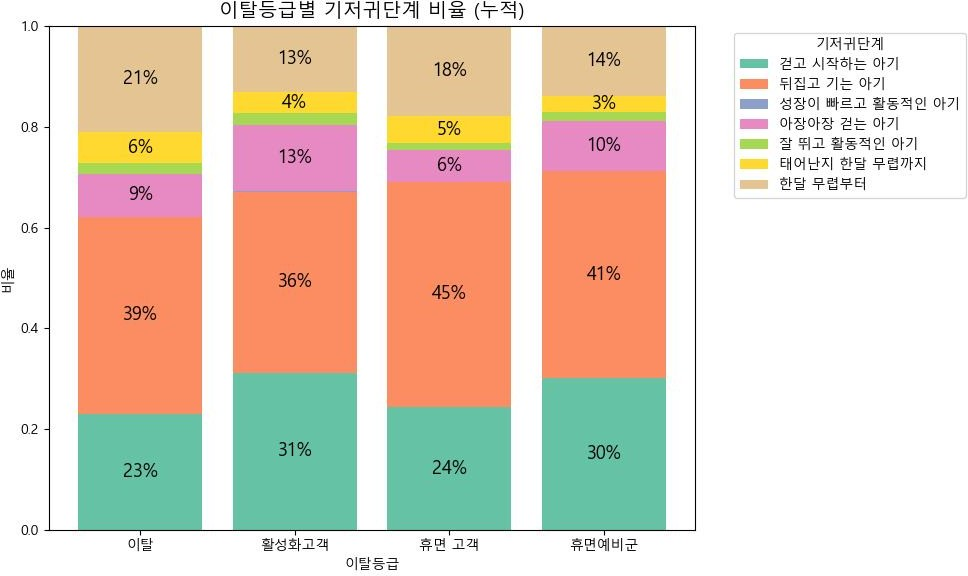 이탈등급별 기저귀단계 비율 (누적)
비율
1.0
0.8
0.6
0.4
0.2
0.0
21%
6%
9%
39%
23%
13%
4%
13%
36%
31%
18%
5%
6%
45%
24%
14%
3%
10%
41%
30%
이탈
활성화고객
휴면 고객
휴면예비군
이탈등급
기저귀단계
걷고 시작하는 아기
뒤집고 기는 아기
성장이 빠르고 활동적인 아기
아장아장 걷는 아기
잘 뛰고 활동적인 아기
태어난지 한달 무렵까지
한달 무렵부터